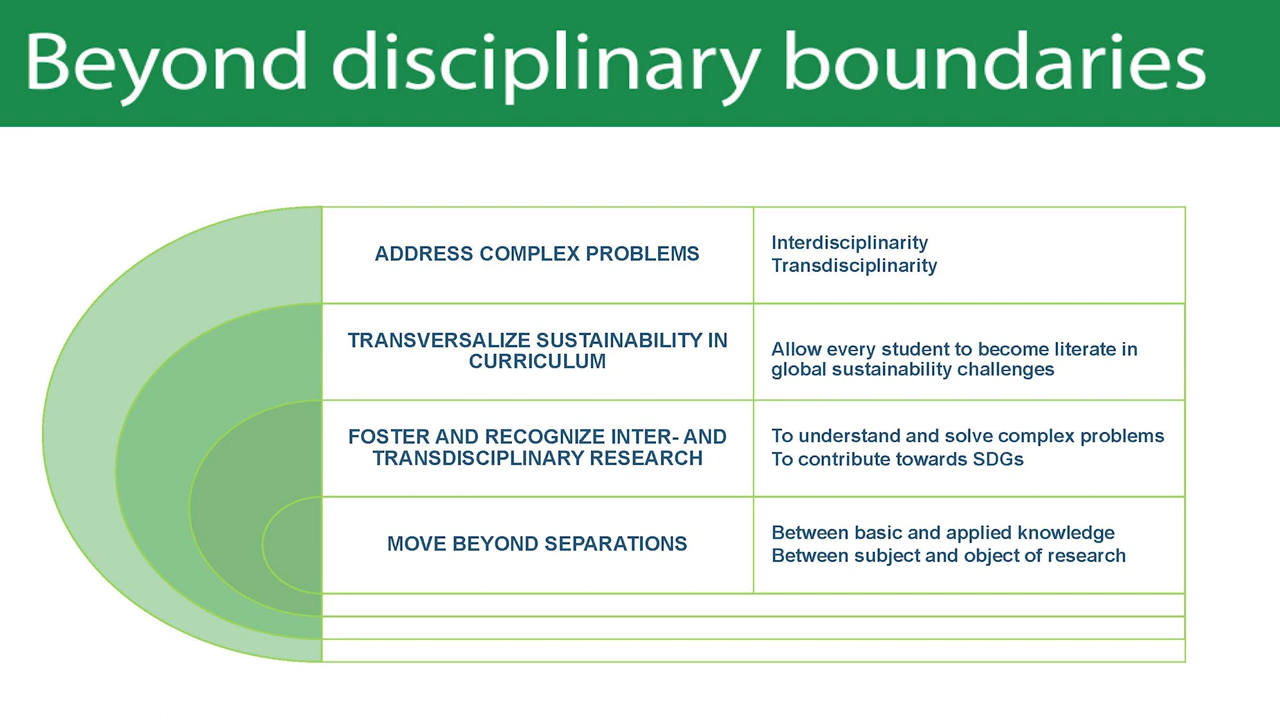 Beyond disciplinary boundaries
ADDRESS COMPLEX PROBLEMS
Interdisciplinarity
Transdisciplinarity
TRANSVERSALIZE SUSTAINABILITY IN
CURRICULUM
Allow every student to become literate in
global sustainability challenges
FOSTER AND RECOGNIZE INTER- AND
TRANSDISCIPLINARY RESEARCH
To understand and solve complex problems
To contribute towards SDGs
MOVE BEYOND SEPARATIONS
Between basic and applied knowledge
Between subject and object of research